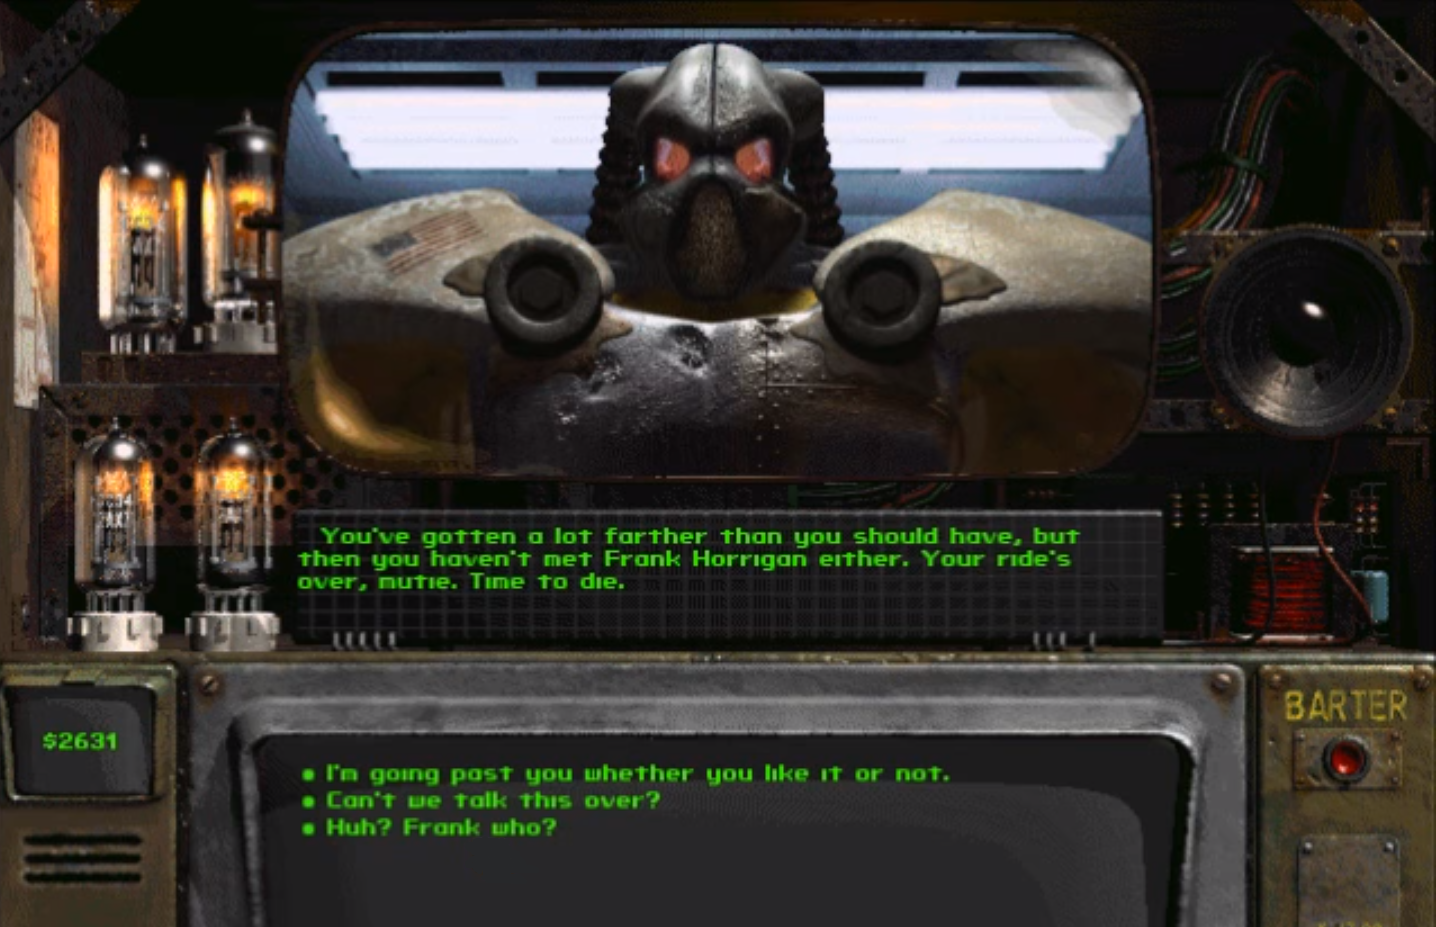 You've gotten a lot farther than you should have, but
then you haven't met Frank Horrigan either. Your ride's
over, mutie. Time to die.
$2631
BARTER
• I'm going past you whether you like it or not.
• Can't we talk this over?
• Huh? Frank who?